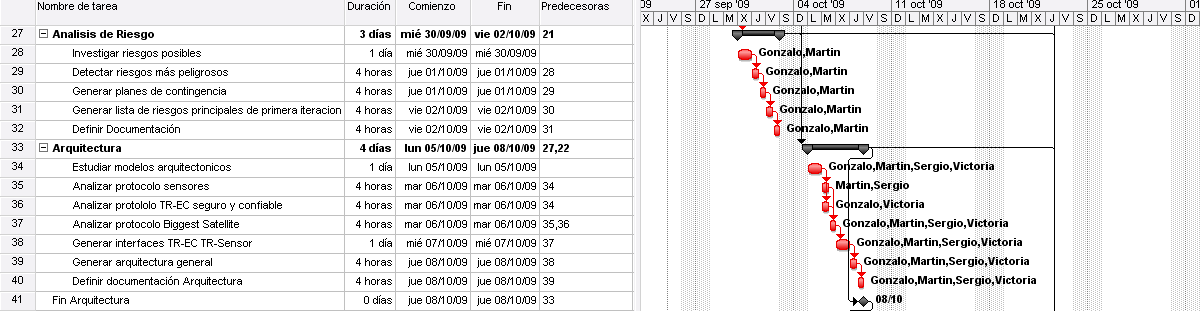 Nombre de tarea Duración Comienzo Fin Predecesoras 09 27 sep '09 04 oct '09 11 oct '09 18 oct '09 25 oct '09 01
X J V S D L M X J V S D L M X J V S D L M X J V S D L M X J V S D L M X J V S D
27 Analisis de Riesgo 3 días mié 30/09/09 vie 02/10/09 21
28 Investigar riesgos posibles 1 día mié 30/09/09 mié 30/09/09 Gonzalo,Martin
29 Detectar riesgos más peligrosos 4 horas jue 01/10/09 jue 01/10/09 28 Gonzalo,Martin
30 Generar planes de contingencia 4 horas jue 01/10/09 jue 01/10/09 29 Gonzalo,Martin
31 Generar lista de riesgos principales de primera iteracion 4 horas vie 02/10/09 vie 02/10/09 30 Gonzalo,Martin
32 Definir Documentación 4 horas vie 02/10/09 vie 02/10/09 31 Gonzalo,Martin
33 Arquitectura 4 días lun 05/10/09 jue 08/10/09 27,22
34 Estudiar modelos arquitectonicos 1 día lun 05/10/09 lun 05/10/09 Gonzalo,Martin,Sergio,Victoria
35 Analizar protocolo sensores 4 horas mar 06/10/09 mar 06/10/09 34 Martin,Sergio
36 Analizar protololo TR-EC seguro y confiable 4 horas mar 06/10/09 mar 06/10/09 34 Gonzalo,Victoria
37 Analizar protocolo Biggest Satellite 4 horas mar 06/10/09 mar 06/10/09 35,36 Gonzalo,Martin,Sergio,Victoria
38 Generar interfaces TR-EC TR-Sensor 1 día mié 07/10/09 mié 07/10/09 37 Gonzalo,Martin,Sergio,Victoria
39 Generar arquitectura general 4 horas jue 08/10/09 jue 08/10/09 38 Gonzalo,Martin,Sergio,Victoria
40 Definir documentación Arquitectura 4 horas jue 08/10/09 jue 08/10/09 39 Gonzalo,Martin,Sergio,Victoria
41 Fin Arquitectura 0 días jue 08/10/09 jue 08/10/09 33 08/10